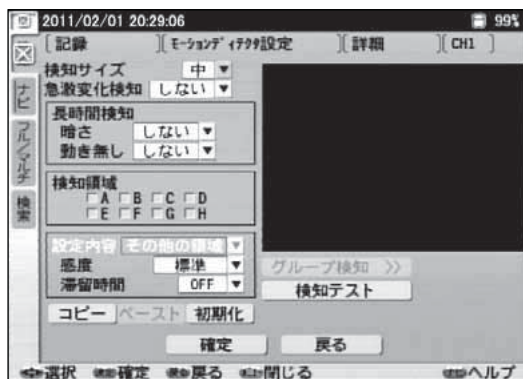 2011/02/01 20:29:06 99%
[ 記録 ][ モーションディテクタ設定 ][ 詳細 ][ CH1 ]
検知サイズ 中 ▼
急激変化検知 しない ▼
長時間検知
暗さ しない ▼
動き無し しない ▼
検知領域
A B C D
E F G H
設定内容 その他の領域 ▼
感度 標準 ▼
滞留時間 OFF ▼
グループ検知 >>
検知テスト
コピー ペースト 初期化
確定 戻る
ナビ
フル/マルチ
検索
選択 確定 戻る 閉じる ヘルプ